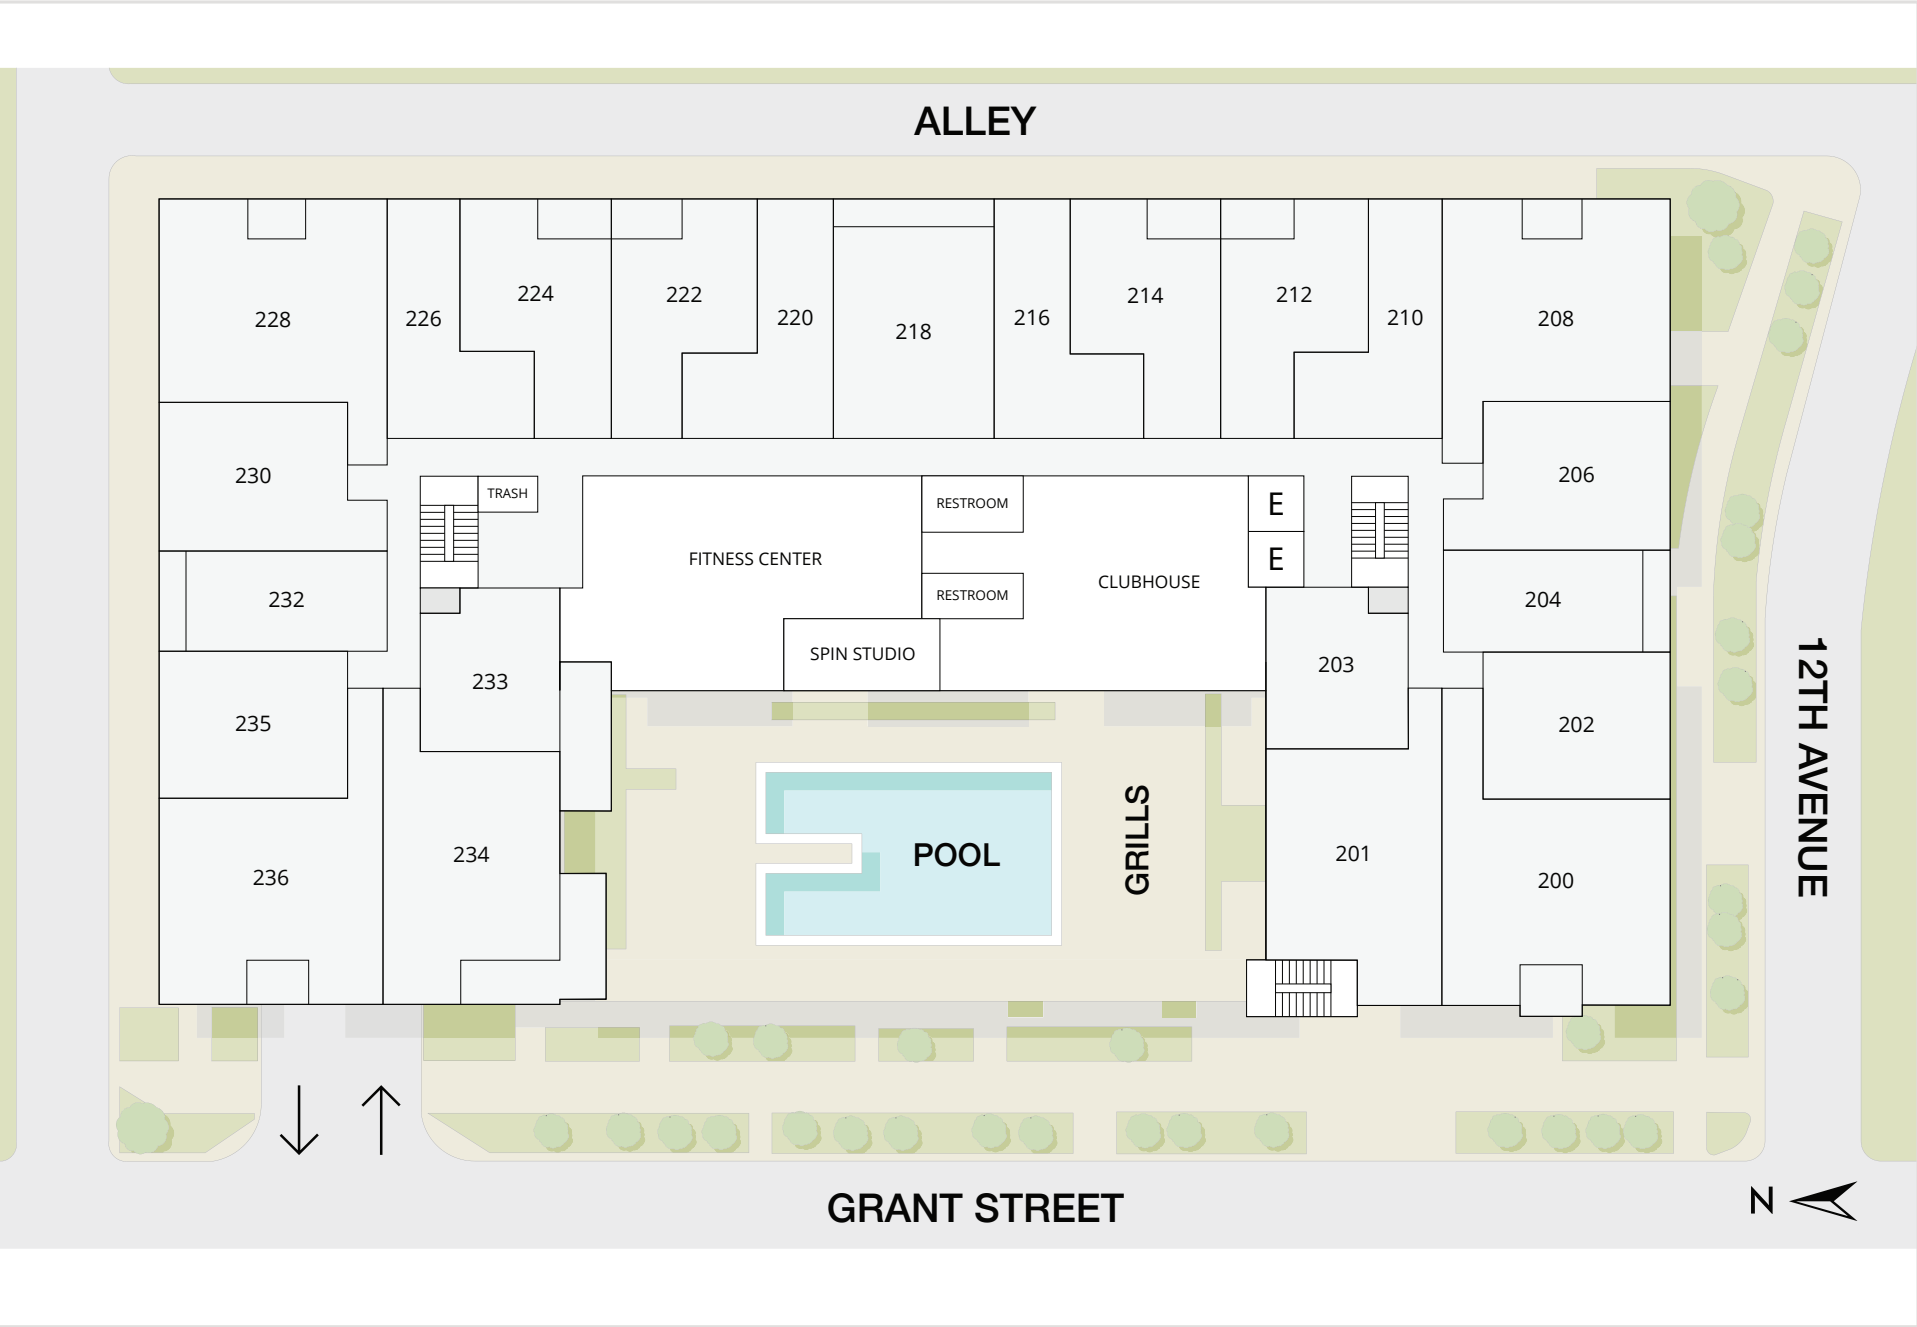 ALLEY
228
226
224
222
220
218
216
214
212
210
208
230
206
TRASH
RESTROOM
E
FITNESS CENTER
E
CLUBHOUSE
RESTROOM
232
204
SPIN STUDIO
233
203
235
202
12TH AVENUE
234
POOL
GRILLS
201
236
200
GRANT STREET
N